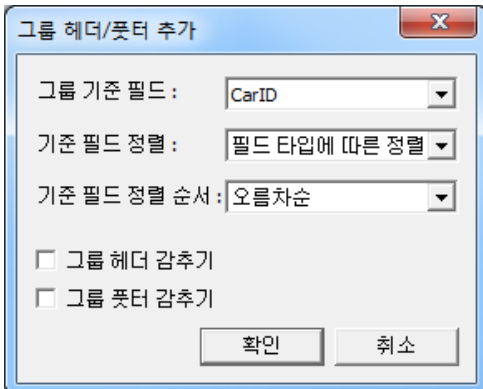 그룹 헤더/풋터 추가
그룹 기준 필드 : CarID
기준 필드 정렬 : 필드 타입에 따른 정렬
기준 필드 정렬 순서 : 오름차순
그룹 헤더 감추기
그룹 풋터 감추기
확인 취소